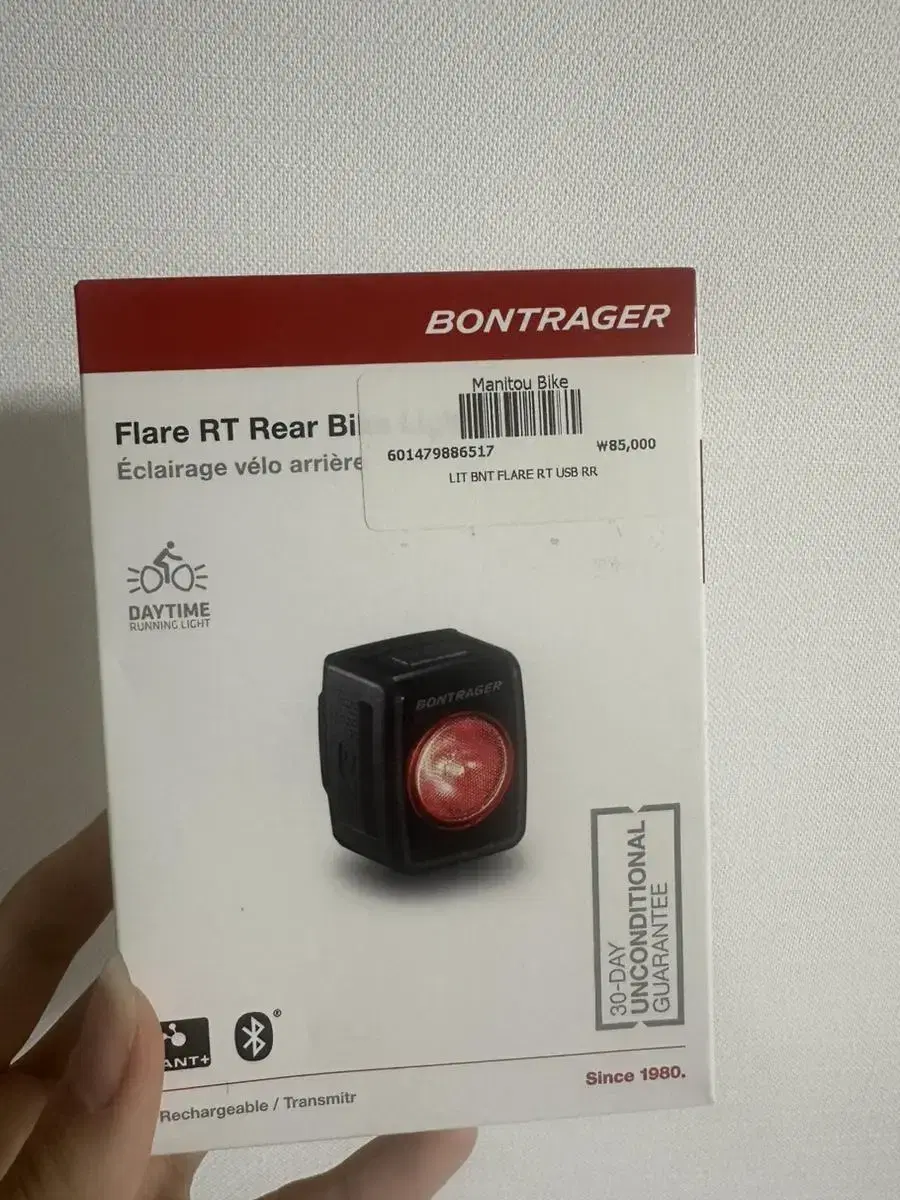 BONTRAGER
Manitou Bike
601479886517
₩85,000
LIT BNT FLARE RT USB RR
Flare RT Rear Bi
Éclairage vélo arrière
DAYTIME
RUNNING LIGHT
BONTRAGER
30-DAY
UNCONDITIONAL
GUARANTEE
ANT+
®
Since 1980.
Rechargeable / Transmitr